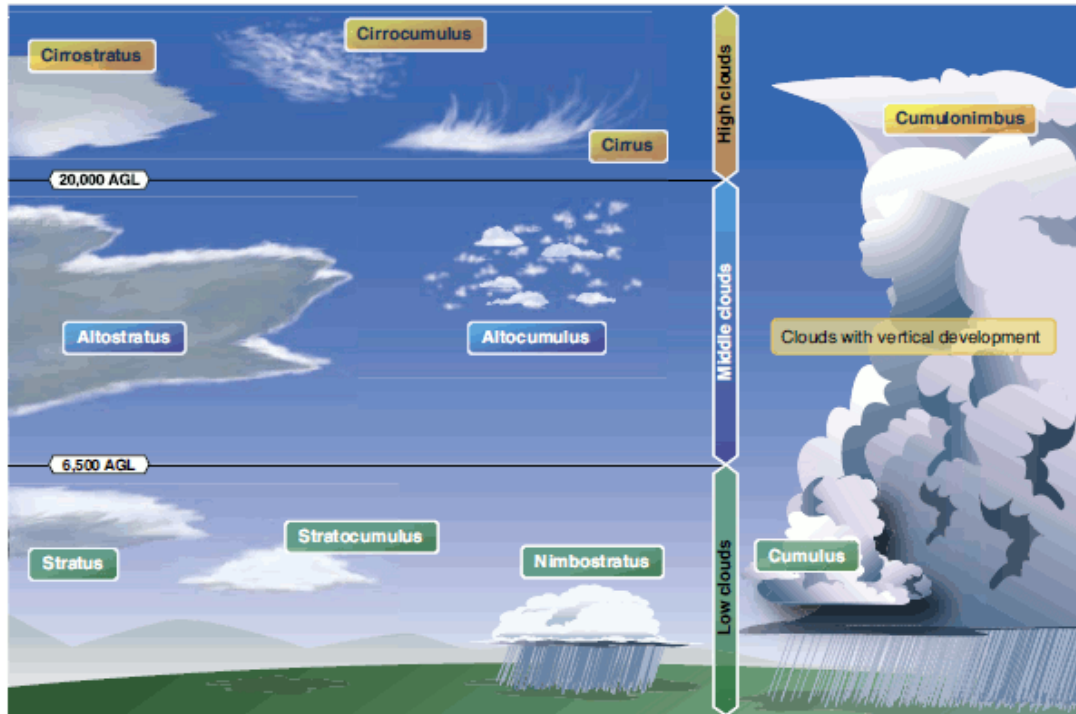 Cirrostratus
Cirrocumulus
Cirrus
High clouds
Cumulonimbus
20,000 AGL
Altostratus
Altocumulus
Middle clouds
Clouds with vertical development
6,500 AGL
Stratus
Stratocumulus
Nimbostratus
Low clouds
Cumulus